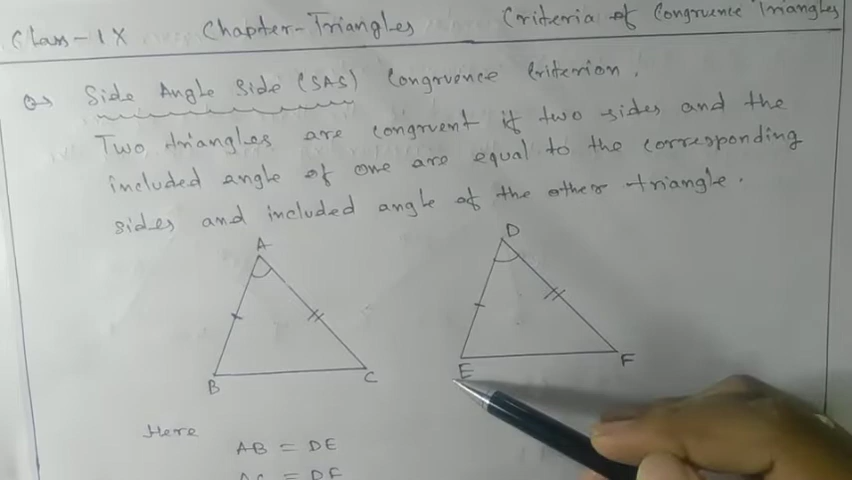 Class-IX Chapter-Triangles Criteria of Congruence Triangles
Q→ Side Angle Side (SAS) Congruence Criterion.
Two triangles are congruent if two sides and the
included angle of one are equal to the corresponding
sides and included angle of the other triangle.
A
D
B
C
E
F
Here
AB = DE
AC = DF